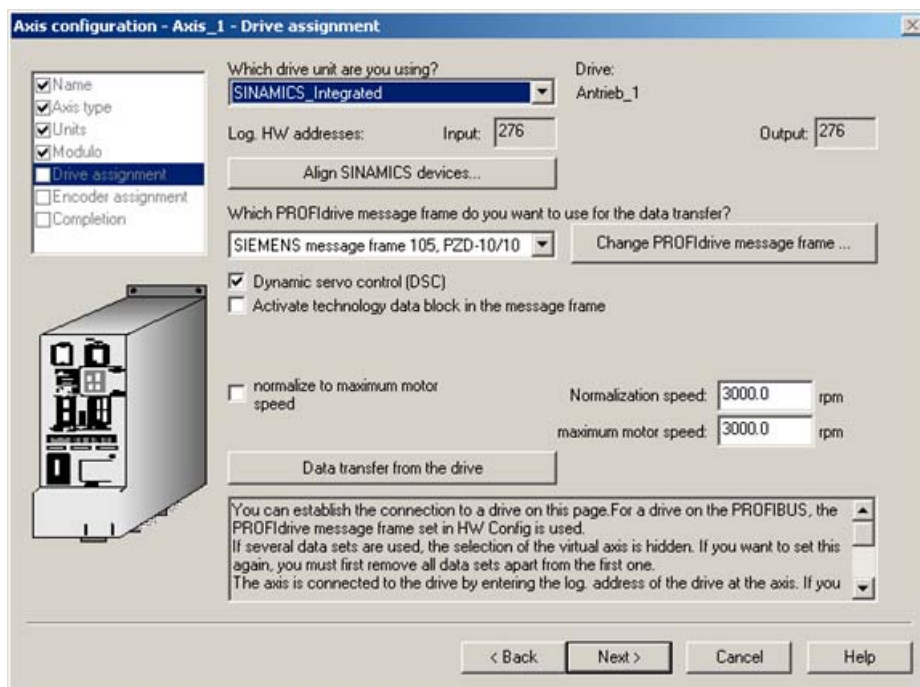 Axis configuration - Axis_1 - Drive assignment
Name
Axis type
Units
Modulo
Drive assignment
Encoder assignment
Completion
Which drive unit are you using?
Drive:
SINAMICS_Integrated
Antrieb_1
Log. HW addresses: Input: 276 Output: 276
Align SINAMICS devices...
Which PROFIdrive message frame do you want to use for the data transfer?
SIEMENS message frame 105, PZD-10/10
Change PROFIdrive message frame ...
Dynamic servo control (DSC)
Activate technology data block in the message frame
normalize to maximum motor
speed
Normalization speed: 3000.0 rpm
maximum motor speed: 3000.0 rpm
Data transfer from the drive
You can establish the connection to a drive on this page.For a drive on the PROFIBUS, the
PROFIdrive message frame set in HW Config is used.
If several data sets are used, the selection of the virtual axis is hidden. If you want to set this
again, you must first remove all data sets apart from the first one.
The axis is connected to the drive by entering the log. address of the drive at the axis. If you
< Back
Next >
Cancel
Help